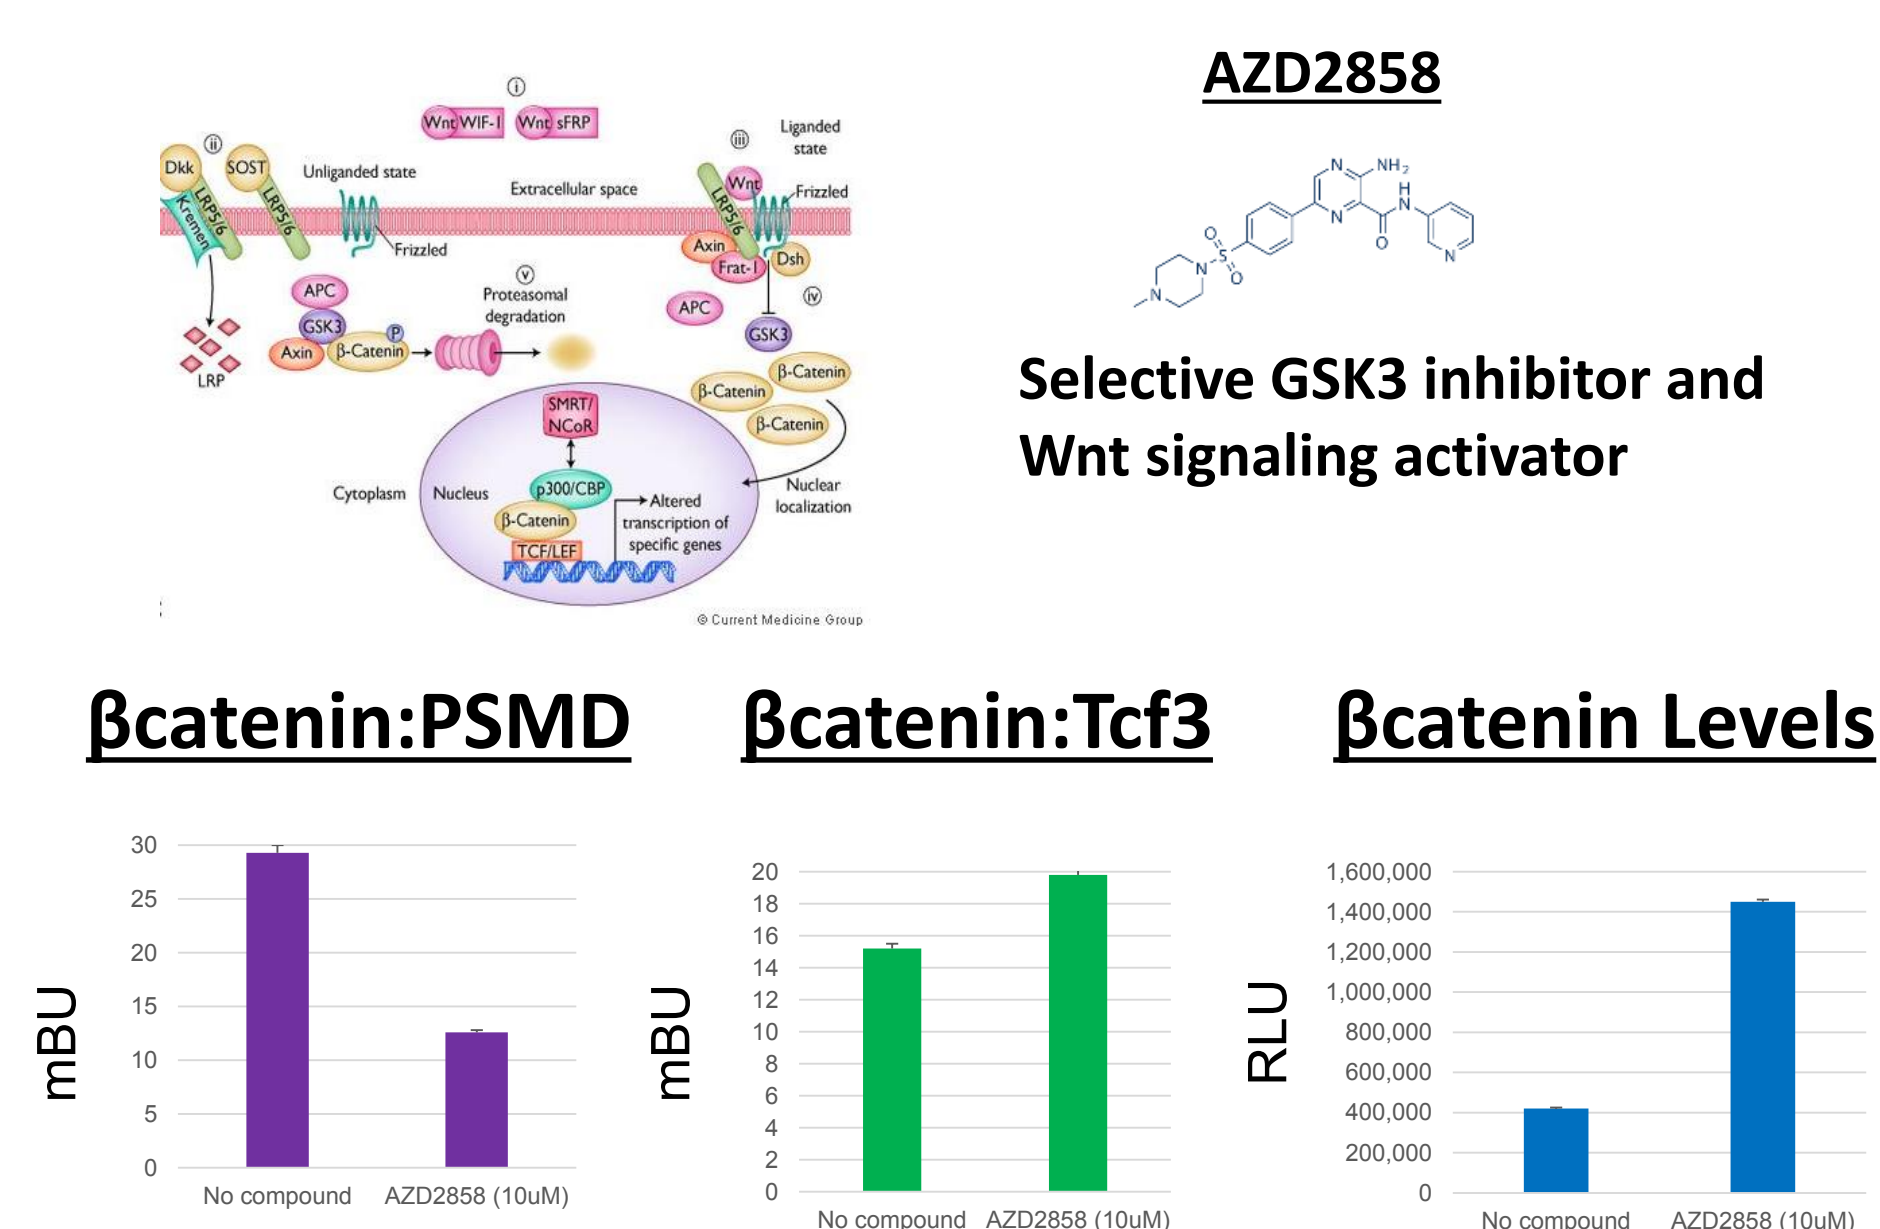 AZD2858
i
Wnt WIF-1 Wnt sFRP
ii
iii
Liganded
state
Dkk SOST
Unliganded state
Extracellular space
Wnt
Frizzled
LRP5/6
LRP5/6
LRP5/6
Kremen
Frizzled
Axin
Frat-1
Dsh
v
iv
Proteasomal
degradation
APC
APC
GSK3
P
GSK3
Axin β-Catenin
LRP
β-Catenin
β-Catenin
β-Catenin
SMRT/
NCoR
Cytoplasm Nucleus
p300/CBP
Nuclear
localization
β-Catenin
Altered
transcription of
specific genes
TCF/LEF
© Current Medicine Group
N NH₂
N
H
N
O
N
O
S
O
N
N
Selective GSK3 inhibitor and
Wnt signaling activator
βcatenin:PSMD
mBU
30
25
20
15
10
5
0
No compound AZD2858 (10uM)
βcatenin:Tcf3
mBU
20
18
16
14
12
10
8
6
4
2
0
No compound AZD2858 (10uM)
βcatenin Levels
RLU
1,600,000
1,400,000
1,200,000
1,000,000
800,000
600,000
400,000
200,000
0
No compound AZD2858 (10uM)